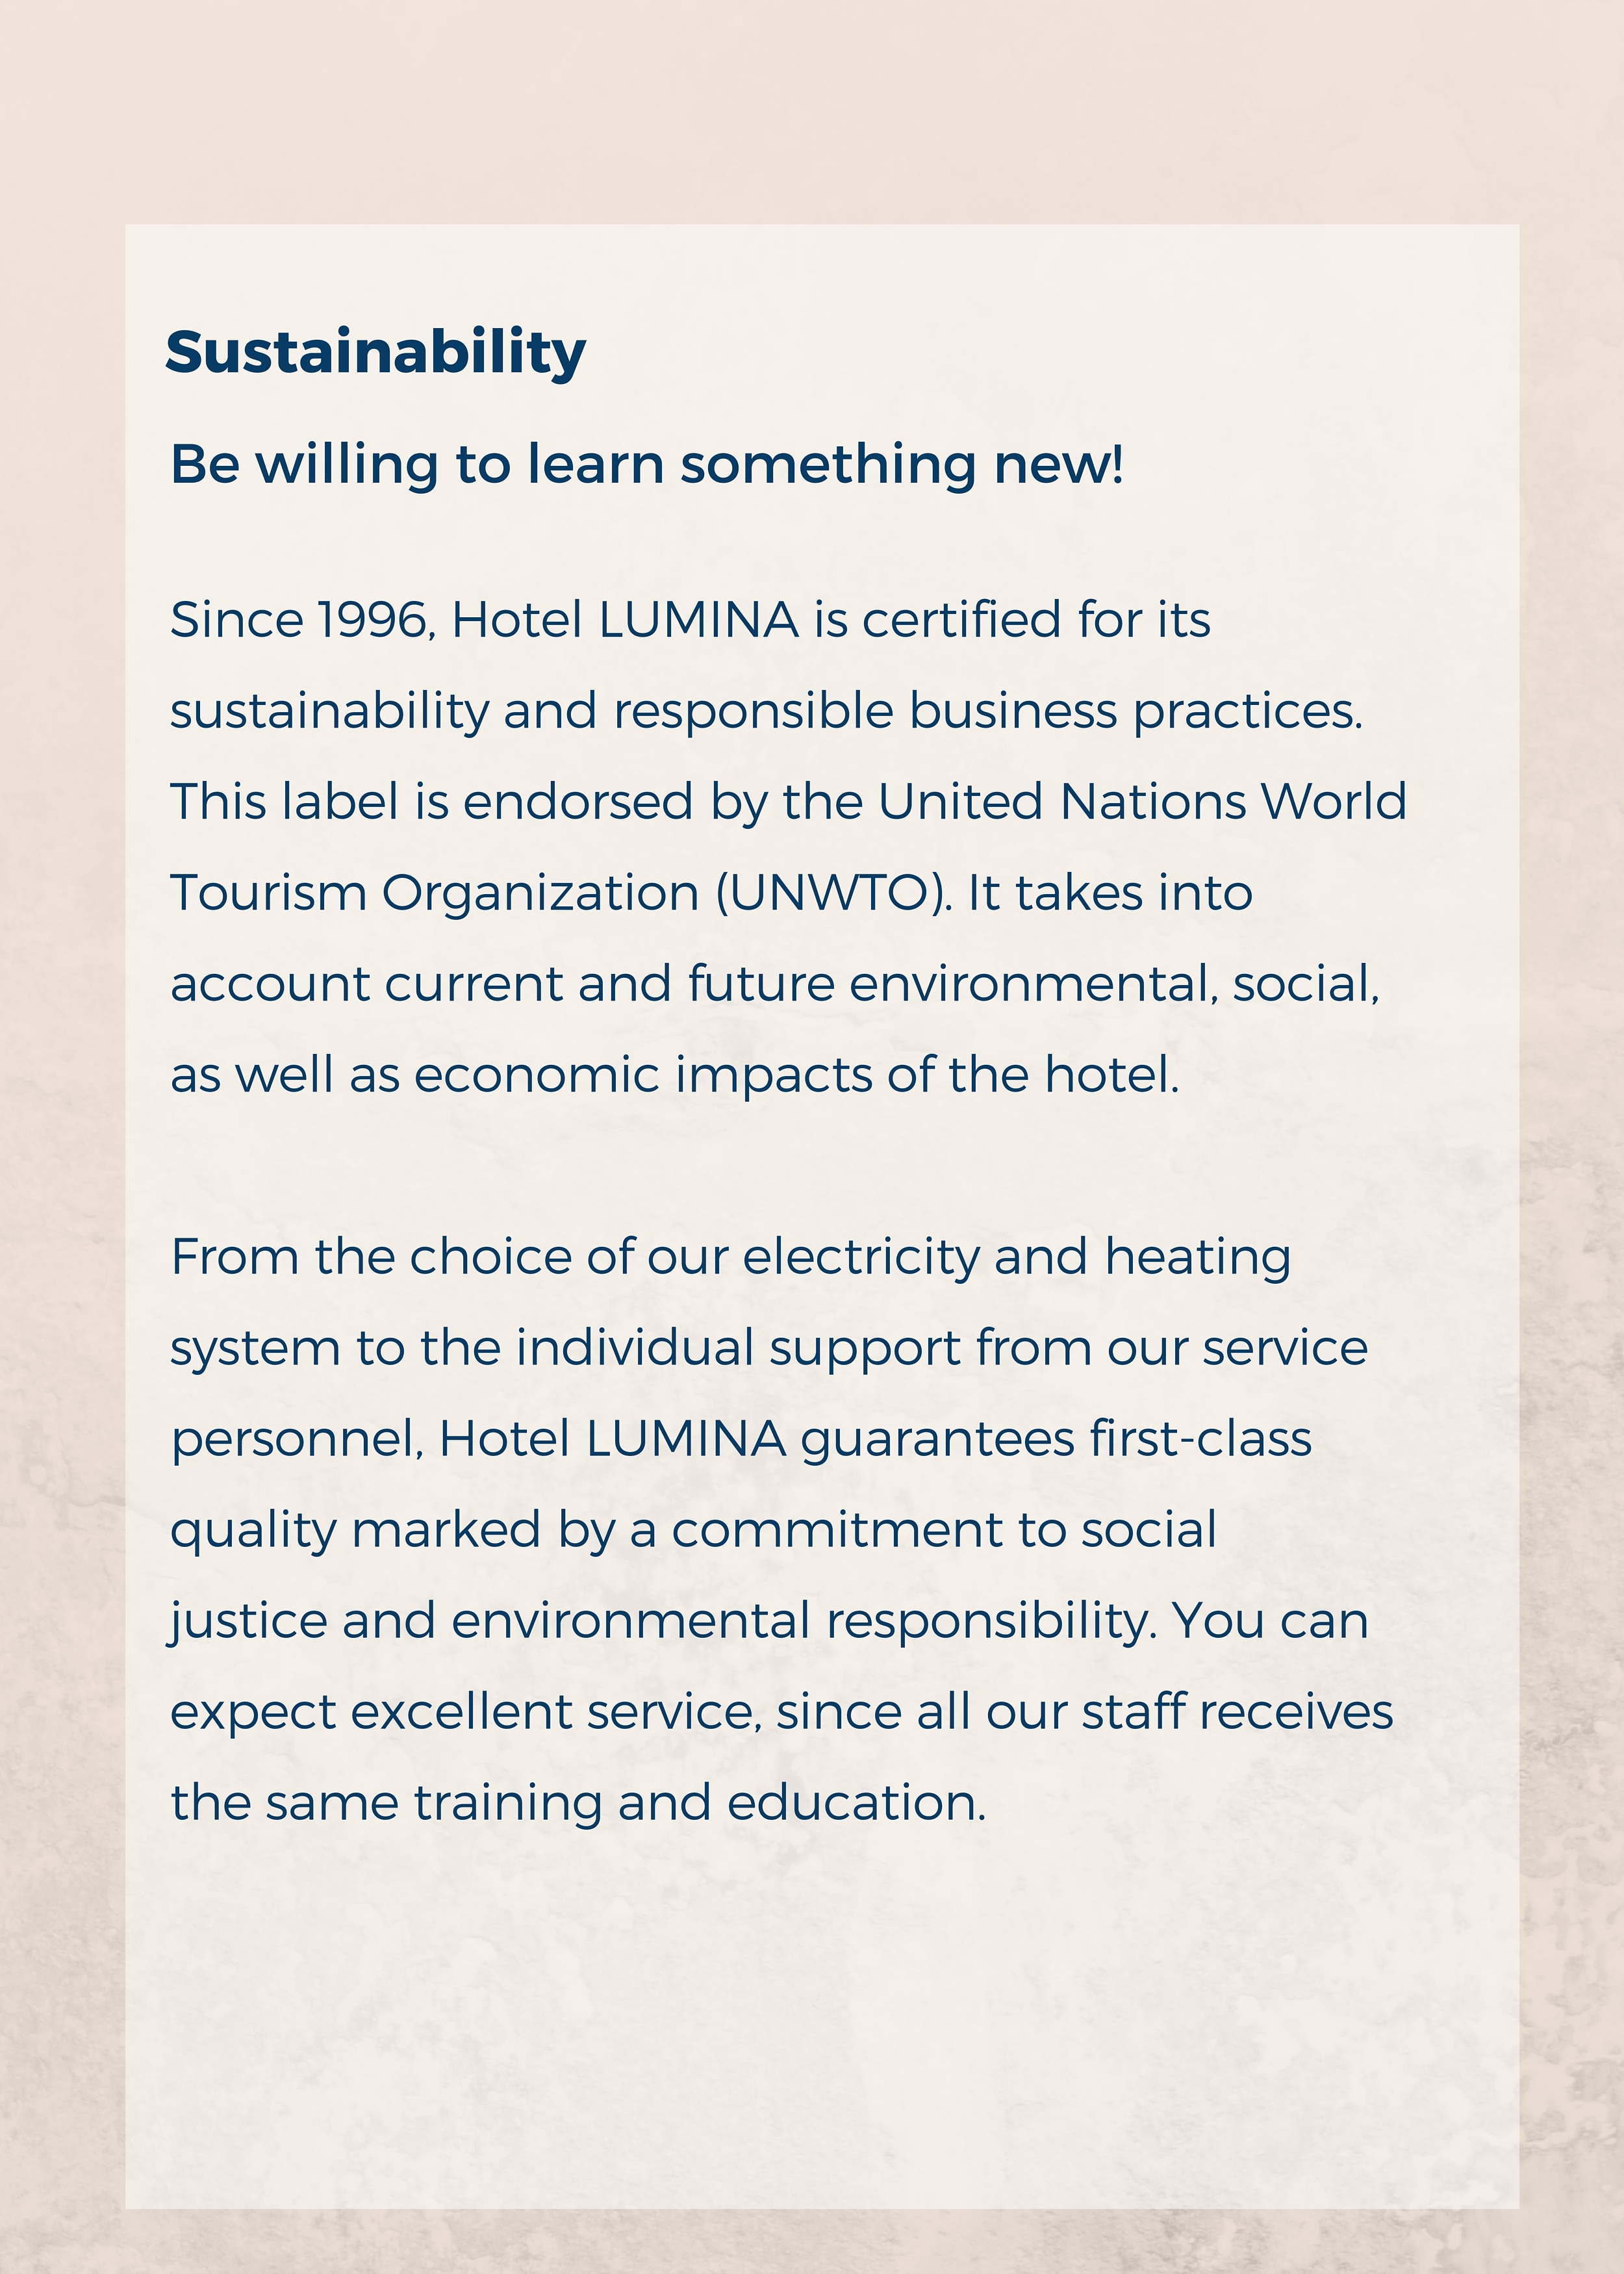 Sustainability
Be willing to learn something new!
Since 1996, Hotel LUMINA is certified for its
sustainability and responsible business practices.
This label is endorsed by the United Nations World
Tourism Organization (UNWTO). It takes into
account current and future environmental, social,
as well as economic impacts of the hotel.
From the choice of our electricity and heating
system to the individual support from our service
personnel, Hotel LUMINA guarantees first-class
quality marked by a commitment to social
justice and environmental responsibility. You can
expect excellent service, since all our staff receives
the same training and education.